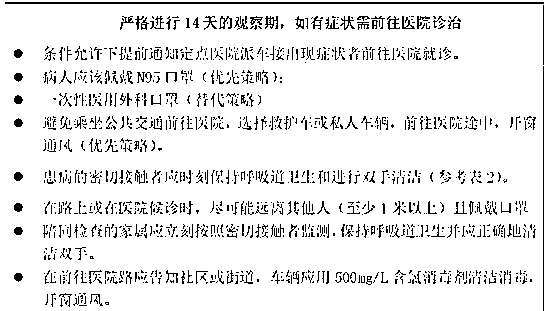 严格进行14天的观察期，如有症状需前往医院诊治
● 条件允许下提前通知定点医院派车接出现症状者前往医院就诊。
● 病人应该佩戴N95口罩（优先策略）；
● 一次性医用外科口罩（替代策略）
● 避免乘坐公共交通前往医院，选择救护车或私人车辆，前往医院途中，开窗
通风（优先策略）。
● 患病的密切接触者应时刻保持呼吸道卫生和进行双手清洁（参考表2）。
● 在路上或在医院候诊时，尽可能远离其他人（至少1米以上）且佩戴口罩
● 陪同检查的家属应立刻按照密切接触者监测，保持呼吸道卫生并应正确地清
洁双手。
● 在前往医院路应告知社区或街道，车辆应用500mg/L含氯消毒剂清洁消毒，
开窗通风。